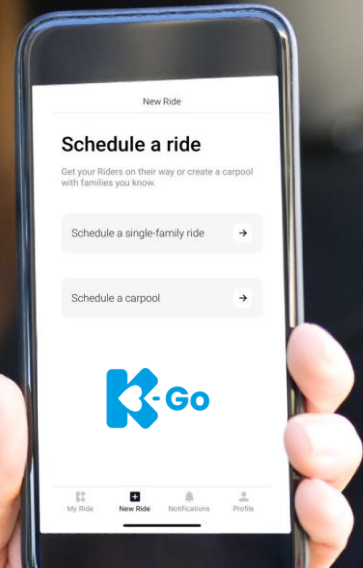 New Ride
Schedule a ride
Get your Riders on their way or create a carpool
with families you know.
Schedule a single-family ride
Schedule a carpool
K-Go
My Ride New Ride Notifications Profile